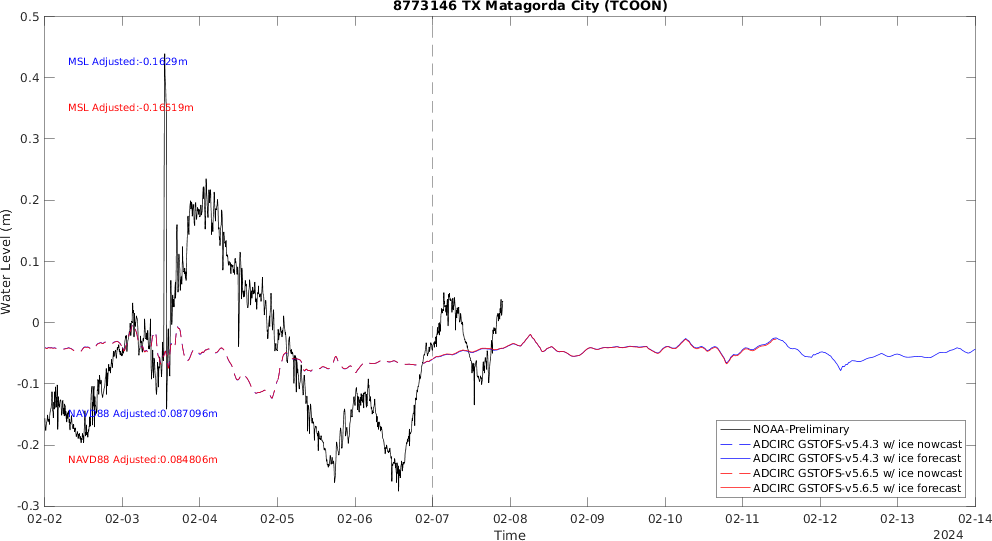 8773146 TX Matagorda City (TCOON)
0.5
0.4
0.3
0.2
0.1
0
-0.1
-0.2
-0.3
Water Level (m)
MSL Adjusted:-0.1629m
MSL Adjusted:-0.16519m
NAVD88 Adjusted:0.087096m
NAVD88 Adjusted:0.084806m
NOAA-Preliminary
ADCIRC GSTOFS-v5.4.3 w/ ice nowcast
ADCIRC GSTOFS-v5.4.3 w/ ice forecast
ADCIRC GSTOFS-v5.6.5 w/ ice nowcast
ADCIRC GSTOFS-v5.6.5 w/ ice forecast
02-02 02-03 02-04 02-05 02-06 02-07 02-08 02-09 02-10 02-11 02-12 02-13 02-14
Time
2024